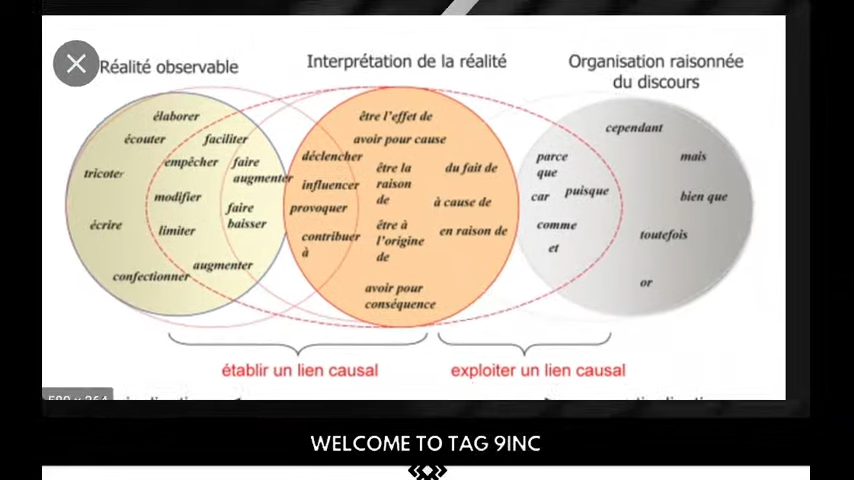 Réalité observable
Interprétation de la réalité
Organisation raisonnée
du discours
élaborer
écouter
faciliter
empêcher
faire
augmenter
tricoter
modifier
faire
baisser
écrire
limiter
augmenter
confectionner
être l'effet de
avoir pour cause
déclencher
être la
raison
de
du fait de
influencer
provoquer
à cause de
contribuer
à
être à
l'origine
de
en raison de
avoir pour
conséquence
cependant
parce
que
mais
car
puisque
bien que
comme
toutefois
et
or
établir un lien causal
exploiter un lien causal
WELCOME TO TAG 9INC